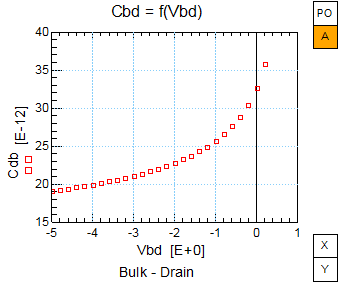 Cbd = f(Vbd)
PO
A
40
35
30
25
20
15
Cdb [E-12]
-5 -4 -3 -2 -1 0 1
Vbd [E+0]
Bulk - Drain
X
Y